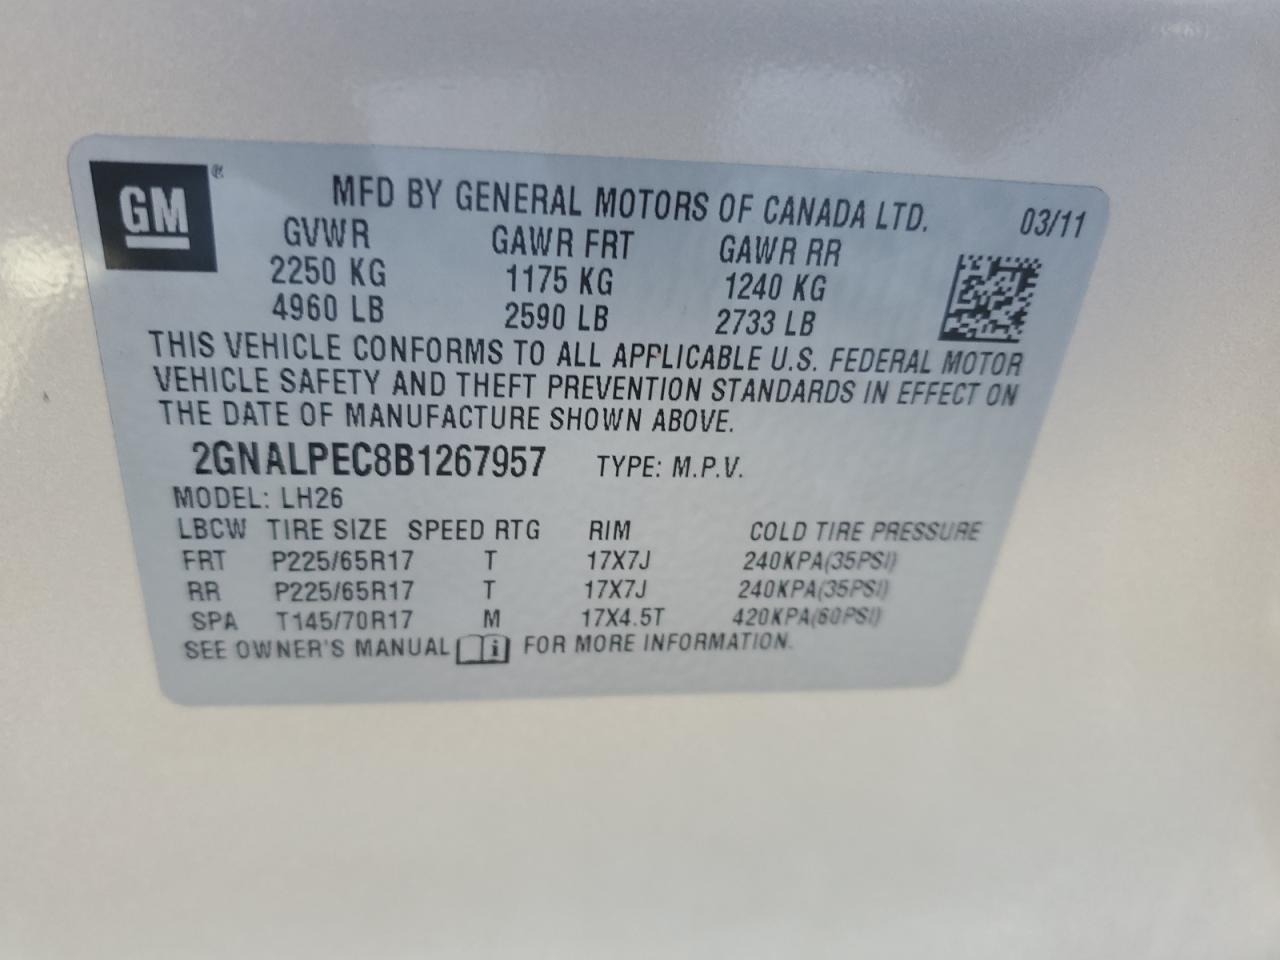 GM®
MFD BY GENERAL MOTORS OF CANADA LTD. 03/11
GVWR GAWR FRT GAWR RR
2250 KG 1175 KG 1240 KG
4960 LB 2590 LB 2733 LB
THIS VEHICLE CONFORMS TO ALL APPLICABLE U.S. FEDERAL MOTOR
VEHICLE SAFETY AND THEFT PREVENTION STANDARDS IN EFFECT ON
THE DATE OF MANUFACTURE SHOWN ABOVE.
2GNALPEC8B1267957 TYPE: M.P.V.
MODEL: LH26
LBCW TIRE SIZE SPEED RTG RIM COLD TIRE PRESSURE
FRT P225/65R17 T 17X7J 240KPA(35PSI)
RR P225/65R17 T 17X7J 240KPA(35PSI)
SPA T145/70R17 M 17X4.5T 420KPA(60PSI)
SEE OWNER'S MANUAL i FOR MORE INFORMATION.